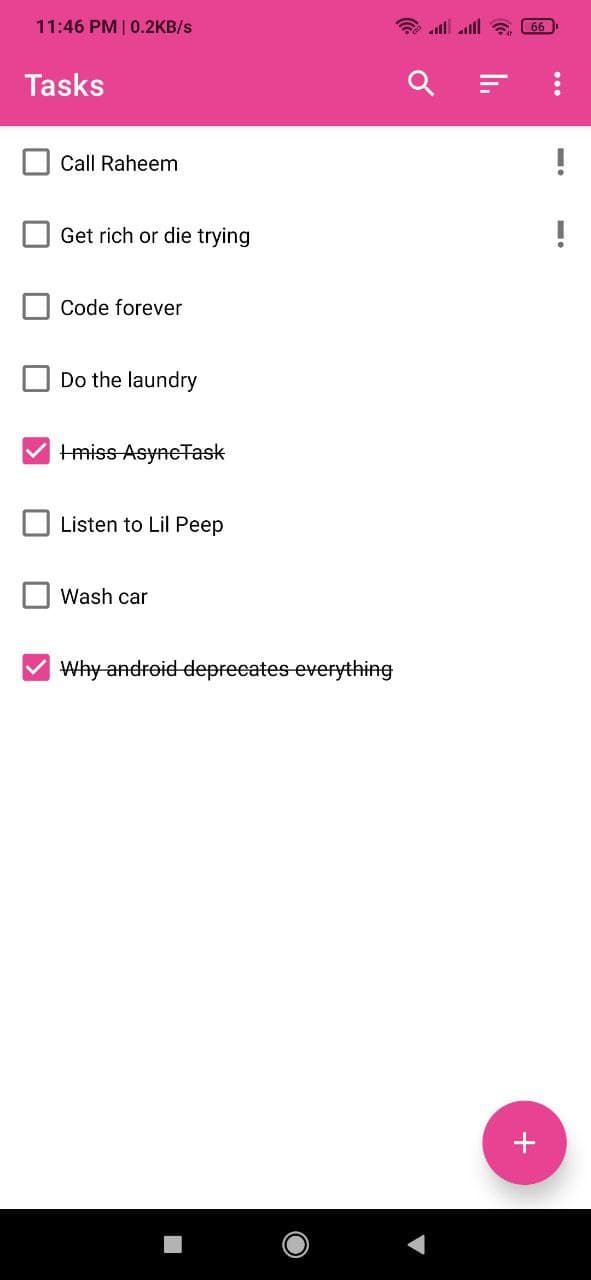 11:46 PM | 0.2KB/s
66
Tasks
Call Raheem
Get rich or die trying
Code forever
Do the laundry
I miss AsyncTask
Listen to Lil Peep
Wash car
Why android deprecates everything